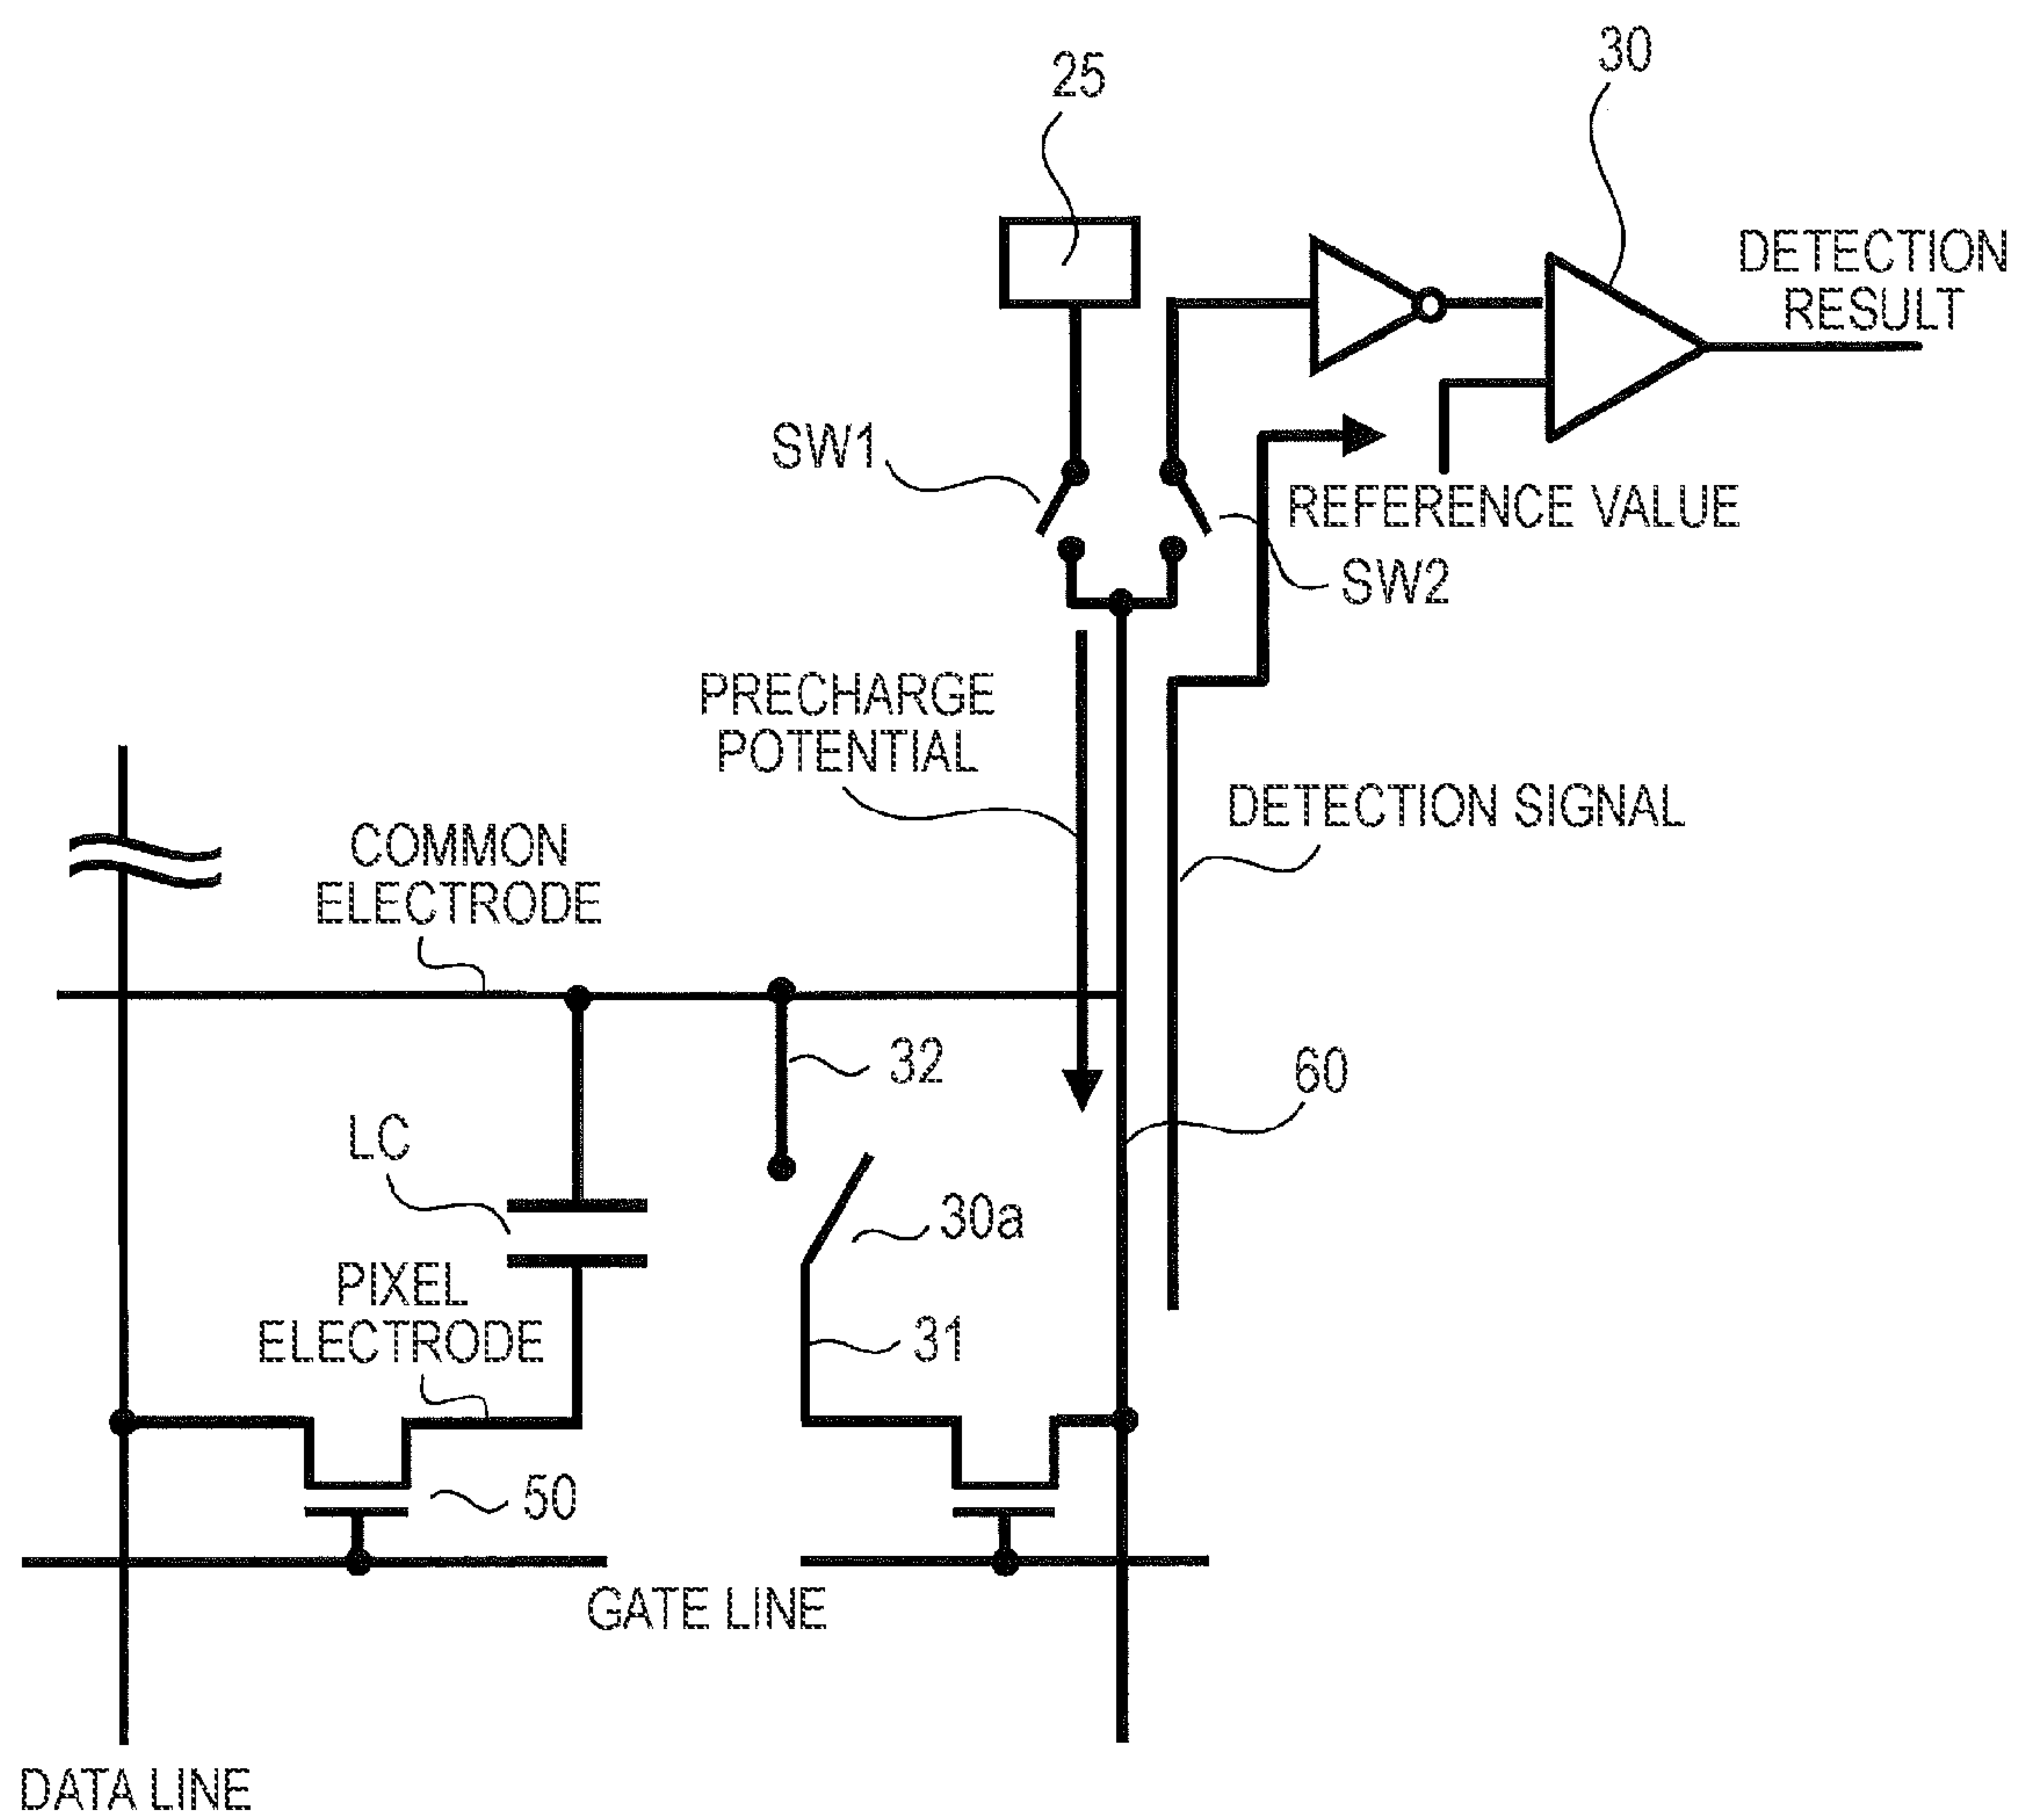 30
25
DETECTION
RESULT
SW1
REFERENCE VALUE
SW2
PRECHARGE
POTENTIAL
DETECTION SIGNAL
COMMON
ELECTRODE
32
60
LC
30a
PIXEL
ELECTRODE
31
50
GATE LINE
DATA LINE